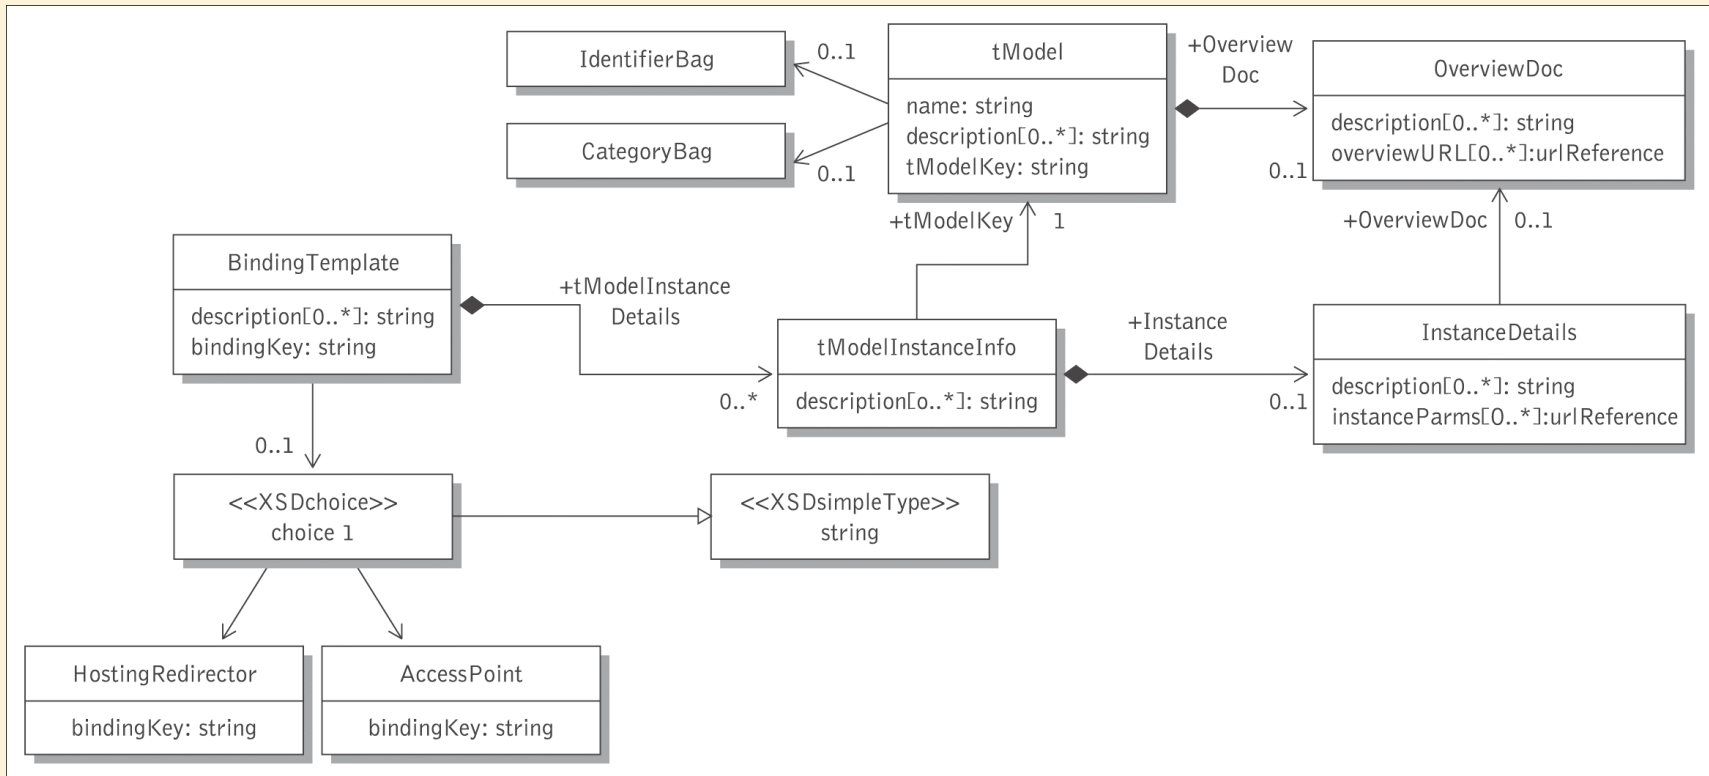 IdentifierBag
0..1
CategoryBag
0..1
tModel
name: string
description[0..*]: string
tModelKey: string
+Overview
Doc
0..1
OverviewDoc
description[0..*]: string
overviewURL[0..*]:urlReference
+tModelKey
1
+OverviewDoc
0..1
BindingTemplate
description[0..*]: string
bindingKey: string
+tModelInstance
Details
0..*
tModelInstanceInfo
description[o..*]: string
+Instance
Details
0..1
InstanceDetails
description[0..*]: string
instanceParms[0..*]:urlReference
0..1
<<XSDchoice>>
choice 1
<<XSDsimpleType>>
string
HostingRedirector
bindingKey: string
AccessPoint
bindingKey: string